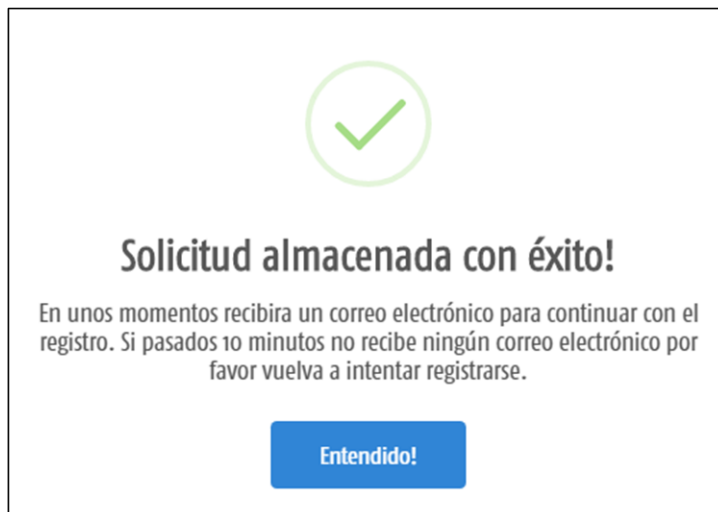 Solicitud almacenada con éxito!
En unos momentos recibira un correo electrónico para continuar con el
registro. Si pasados 10 minutos no recibe ningún correo electrónico por
favor vuelva a intentar registrarse.
Entendido!